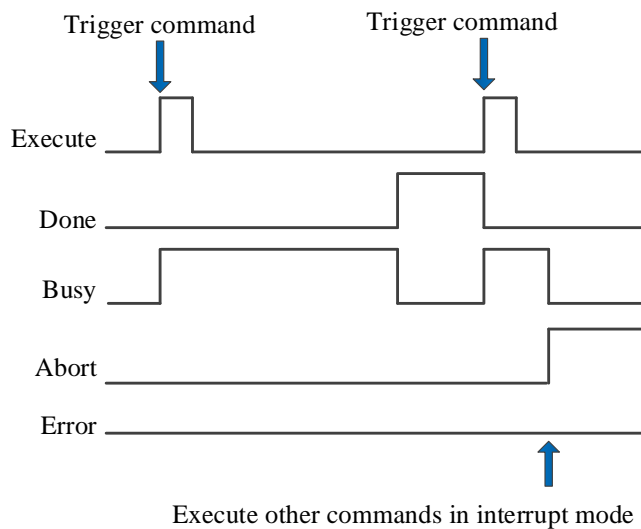 Trigger command
Trigger command
Execute
Done
Busy
Abort
Error
Execute other commands in interrupt mode